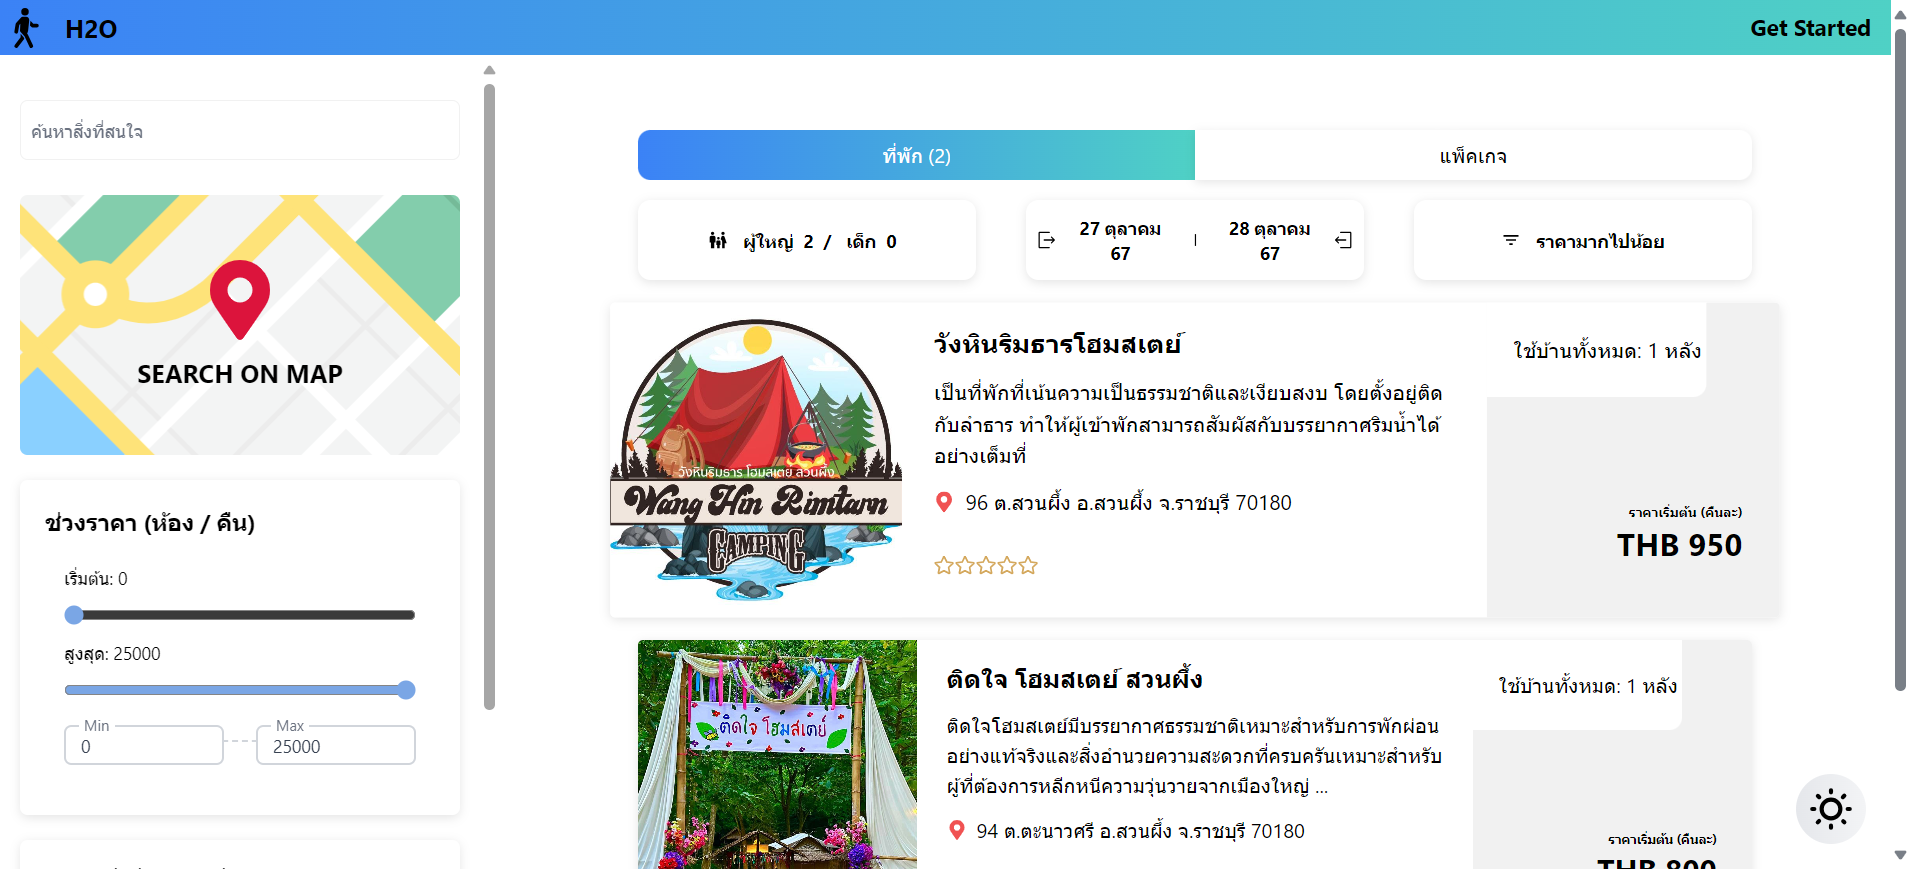 H2O
Get Started
ค้นหาสิ่งที่สนใจ
SEARCH ON MAP
ช่วงราคา (ห้อง / คืน)
เริ่มต้น: 0
สูงสุด: 25000
Min
0
Max
25000
ที่พัก (2)
แพ็คเกจ
ผู้ใหญ่ 2 / เด็ก 0
27 ตุลาคม
67
28 ตุลาคม
67
ราคามากไปน้อย
วังหินริมธาร โฮมสเตย สวนผึ้ง
Wang Hin Rimtarn
CAMPING
วังหินริมธารโฮมสเตย์
เป็นที่พักที่เน้นความเป็นธรรมชาติและเงียบสงบ โดยตั้งอยู่ติด
กับลำธาร ทำให้ผู้เข้าพักสามารถสัมผัสกับบรรยากาศริมน้ำได้
อย่างเต็มที่
96 ต.สวนผึ้ง อ.สวนผึ้ง จ.ราชบุรี 70180
ใช้บ้านทั้งหมด: 1 หลัง
ราคาเริ่มต้น (คืนละ)
THB 950
ติดใจ โฮมสเตย์
ติดใจ โฮมสเตย์ สวนผึ้ง
ติดใจโฮมสเตย์มีบรรยากาศธรรมชาติเหมาะสำหรับการพักผ่อน
อย่างแท้จริงและสิ่งอำนวยความสะดวกที่ครบครันเหมาะสำหรับ
ผู้ที่ต้องการหลีกหนีความวุ่นวายจากเมืองใหญ่ ...
94 ต.ตะนาวศรี อ.สวนผึ้ง จ.ราชบุรี 70180
ใช้บ้านทั้งหมด: 1 หลัง
ราคาเริ่มต้น (คืนละ)
THB 800